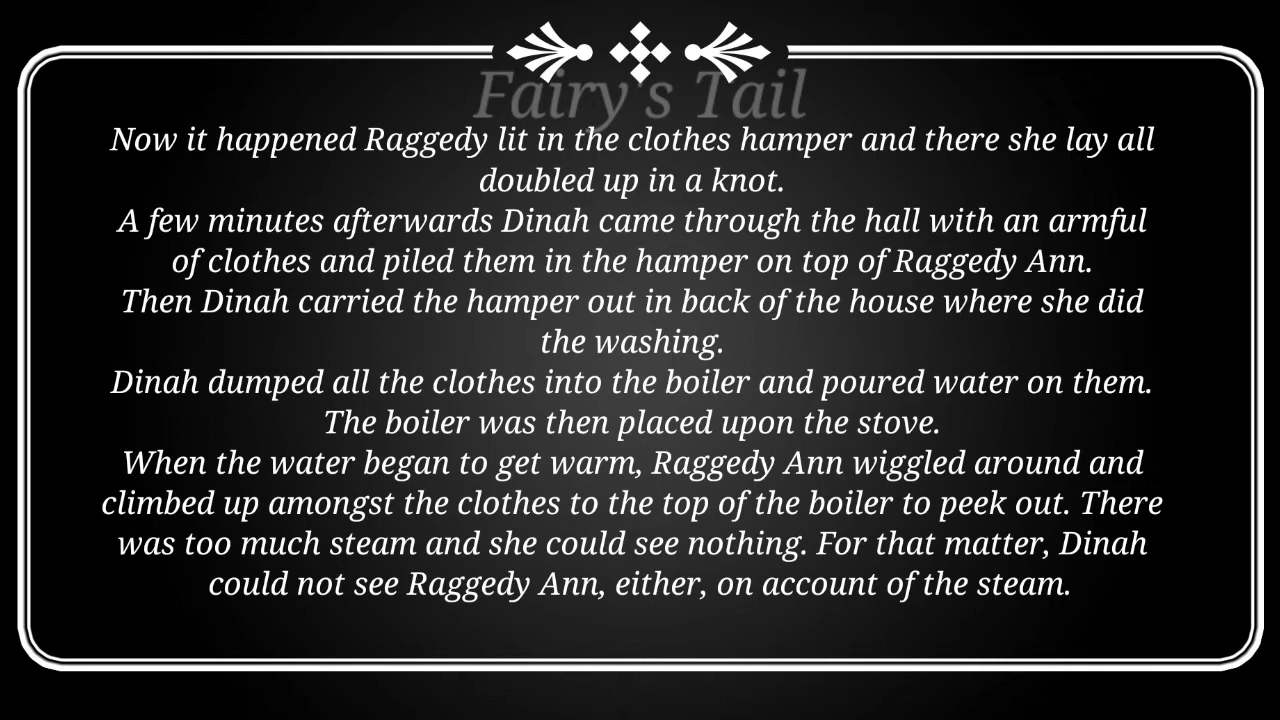 Fairy's Tail
Now it happened Raggedy lit in the clothes hamper and there she lay all
doubled up in a knot.
A few minutes afterwards Dinah came through the hall with an armful
of clothes and piled them in the hamper on top of Raggedy Ann.
Then Dinah carried the hamper out in back of the house where she did
the washing.
Dinah dumped all the clothes into the boiler and poured water on them.
The boiler was then placed upon the stove.
When the water began to get warm, Raggedy Ann wiggled around and
climbed up amongst the clothes to the top of the boiler to peek out. There
was too much steam and she could see nothing. For that matter, Dinah
could not see Raggedy Ann, either, on account of the steam.